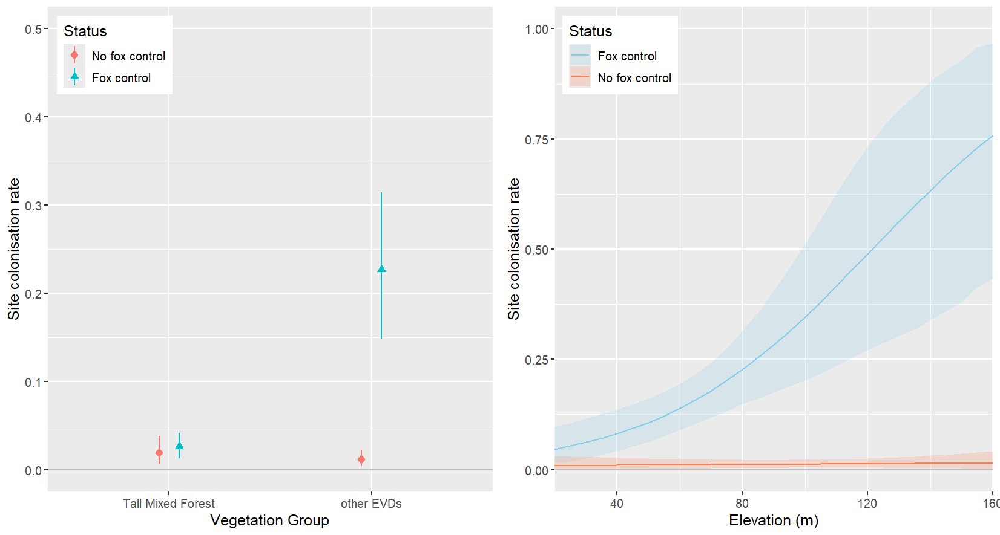 Status
No fox control
Fox control
0.5
0.4
0.3
0.2
0.1
0.0
Site colonisation rate
Tall Mixed Forest
other EVDs
Vegetation Group
Status
Fox control
No fox control
1.00
0.75
0.50
0.25
0.00
Site colonisation rate
40
80
120
160
Elevation (m)